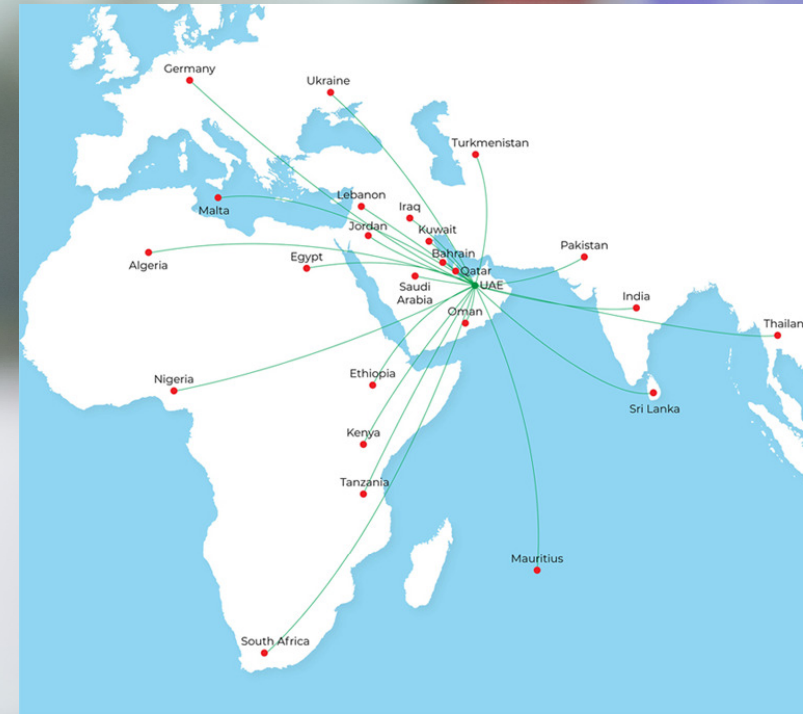 Germany
Ukraine
Turkmenistan
Lebanon
Iraq
Malta
Jordan
Kuwait
Algeria
Egypt
Bahrain
Pakistan
Qatar
Saudi
Arabia
UAE
India
Oman
Thailan
Nigeria
Ethiopia
Sri Lanka
Kenya
Tanzania
Mauritius
South Africa